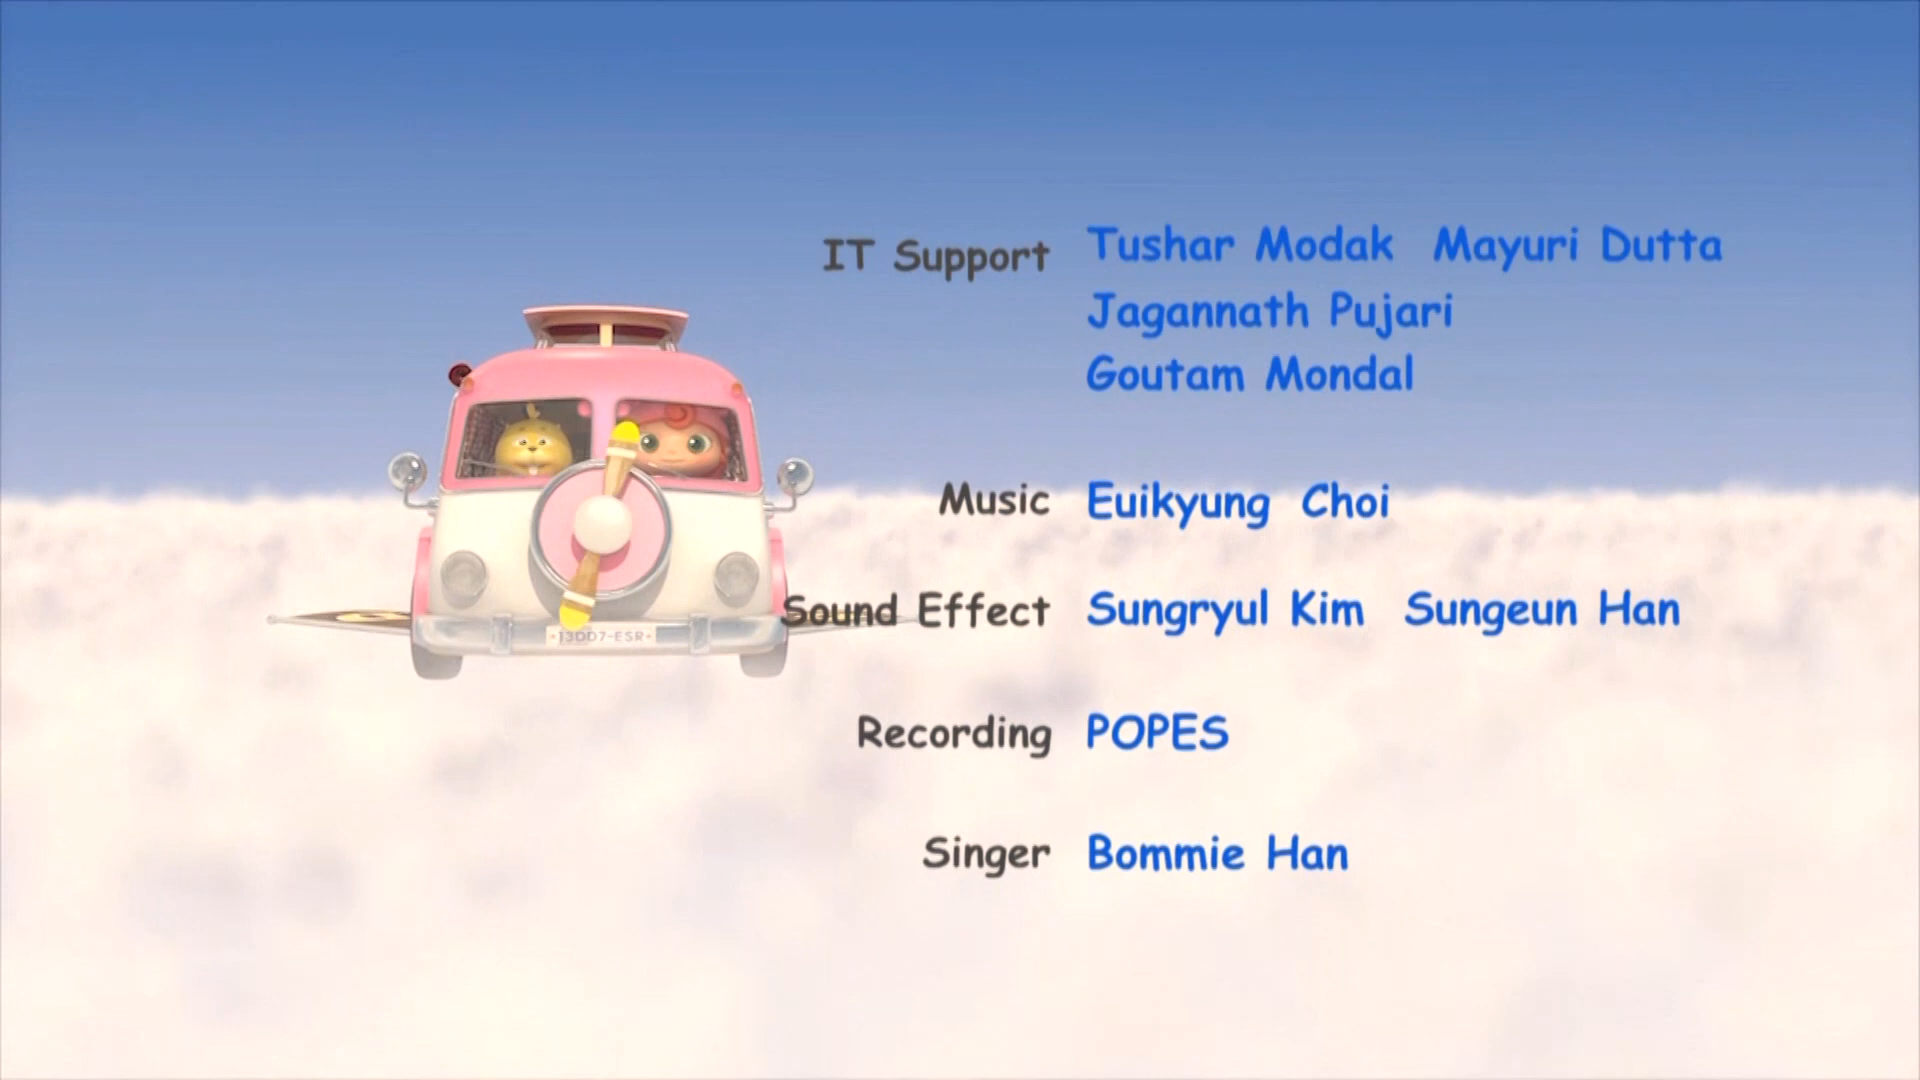 IT Support Tushar Modak Mayuri Dutta
Jagannath Pujari
Goutam Mondal
Music Euikyung Choi
Sound Effect Sungryul Kim Sungeun Han
13DD7-ESR
Recording POPES
Singer Bommie Han